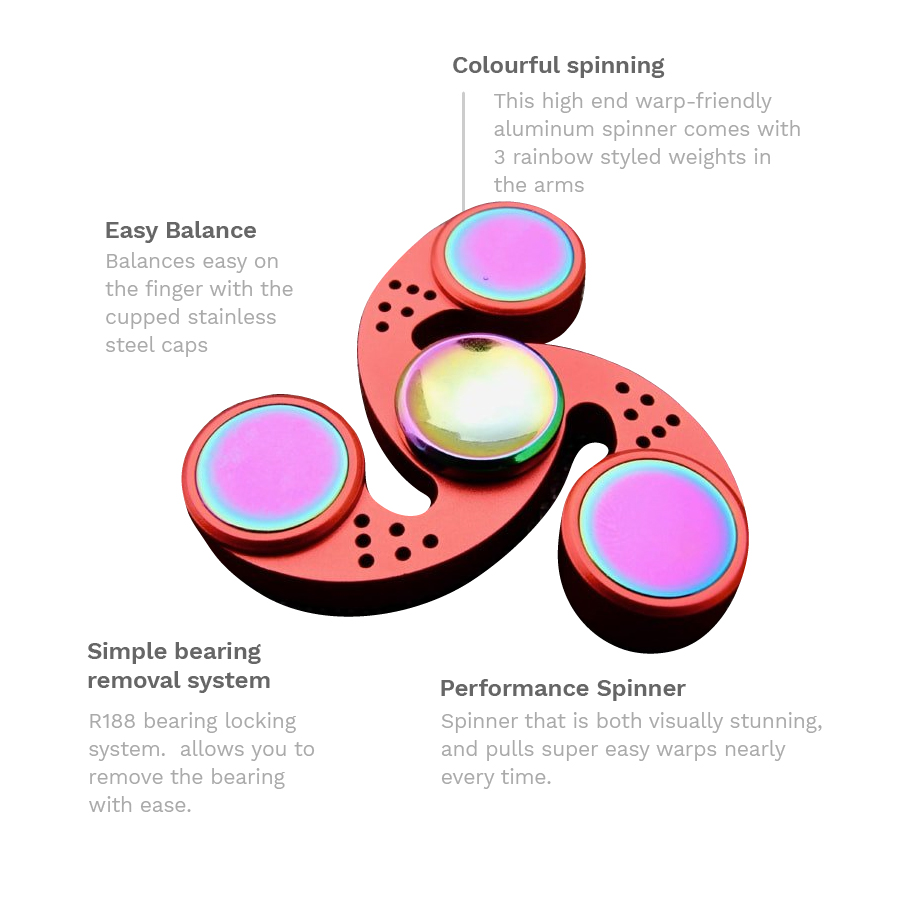 Colourful spinning
This high end warp-friendly
aluminum spinner comes with
3 rainbow styled weights in
the arms
Easy Balance
Balances easy on
the finger with the
cupped stainless
steel caps
Simple bearing
removal system
R188 bearing locking
system.  allows you to
remove the bearing
with ease.
Performance Spinner
Spinner that is both visually stunning,
and pulls super easy warps nearly
every time.